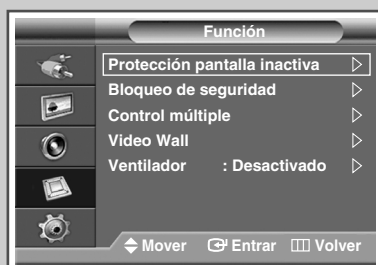 Función
Protección pantalla inactiva
Bloqueo de seguridad
Control múltiple
Video Wall
Ventilador : Desactivado
Mover Entrar Volver